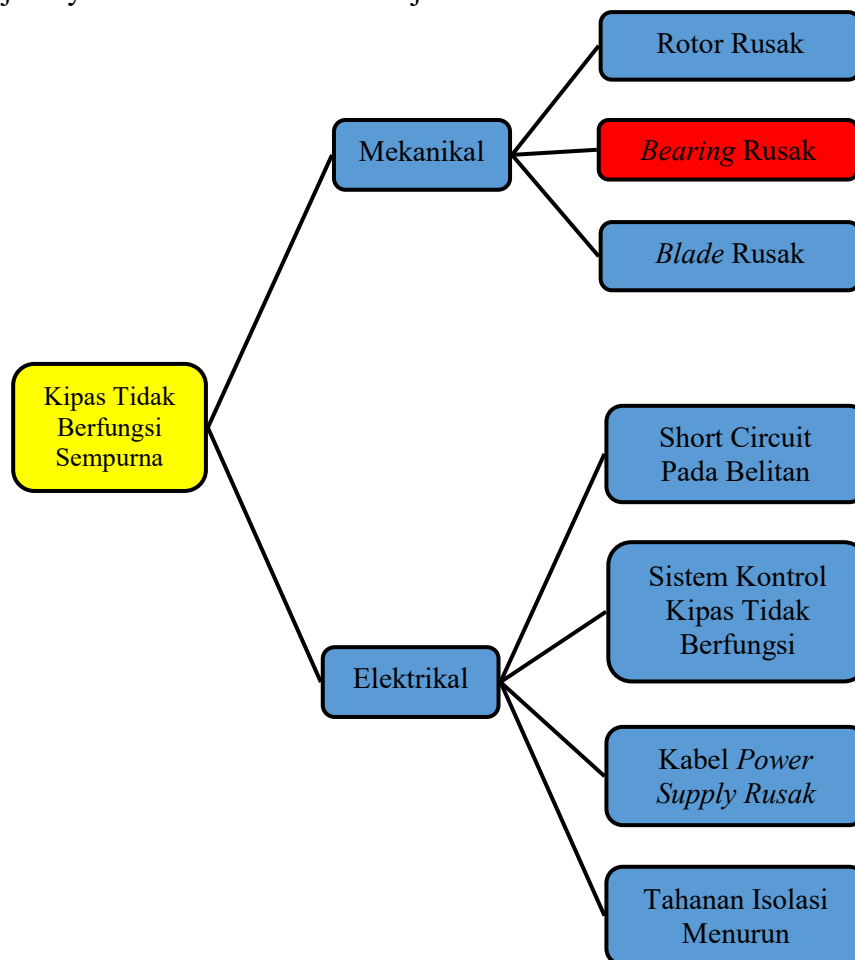 Rotor Rusak
Mekanikal
Bearing Rusak
Blade Rusak
Kipas Tidak
Berfungsi
Sempurna
Short Circuit
Pada Belitan
Sistem Kontrol
Kipas Tidak
Berfungsi
Elektrikal
Kabel Power
Supply Rusak
Tahanan Isolasi
Menurun